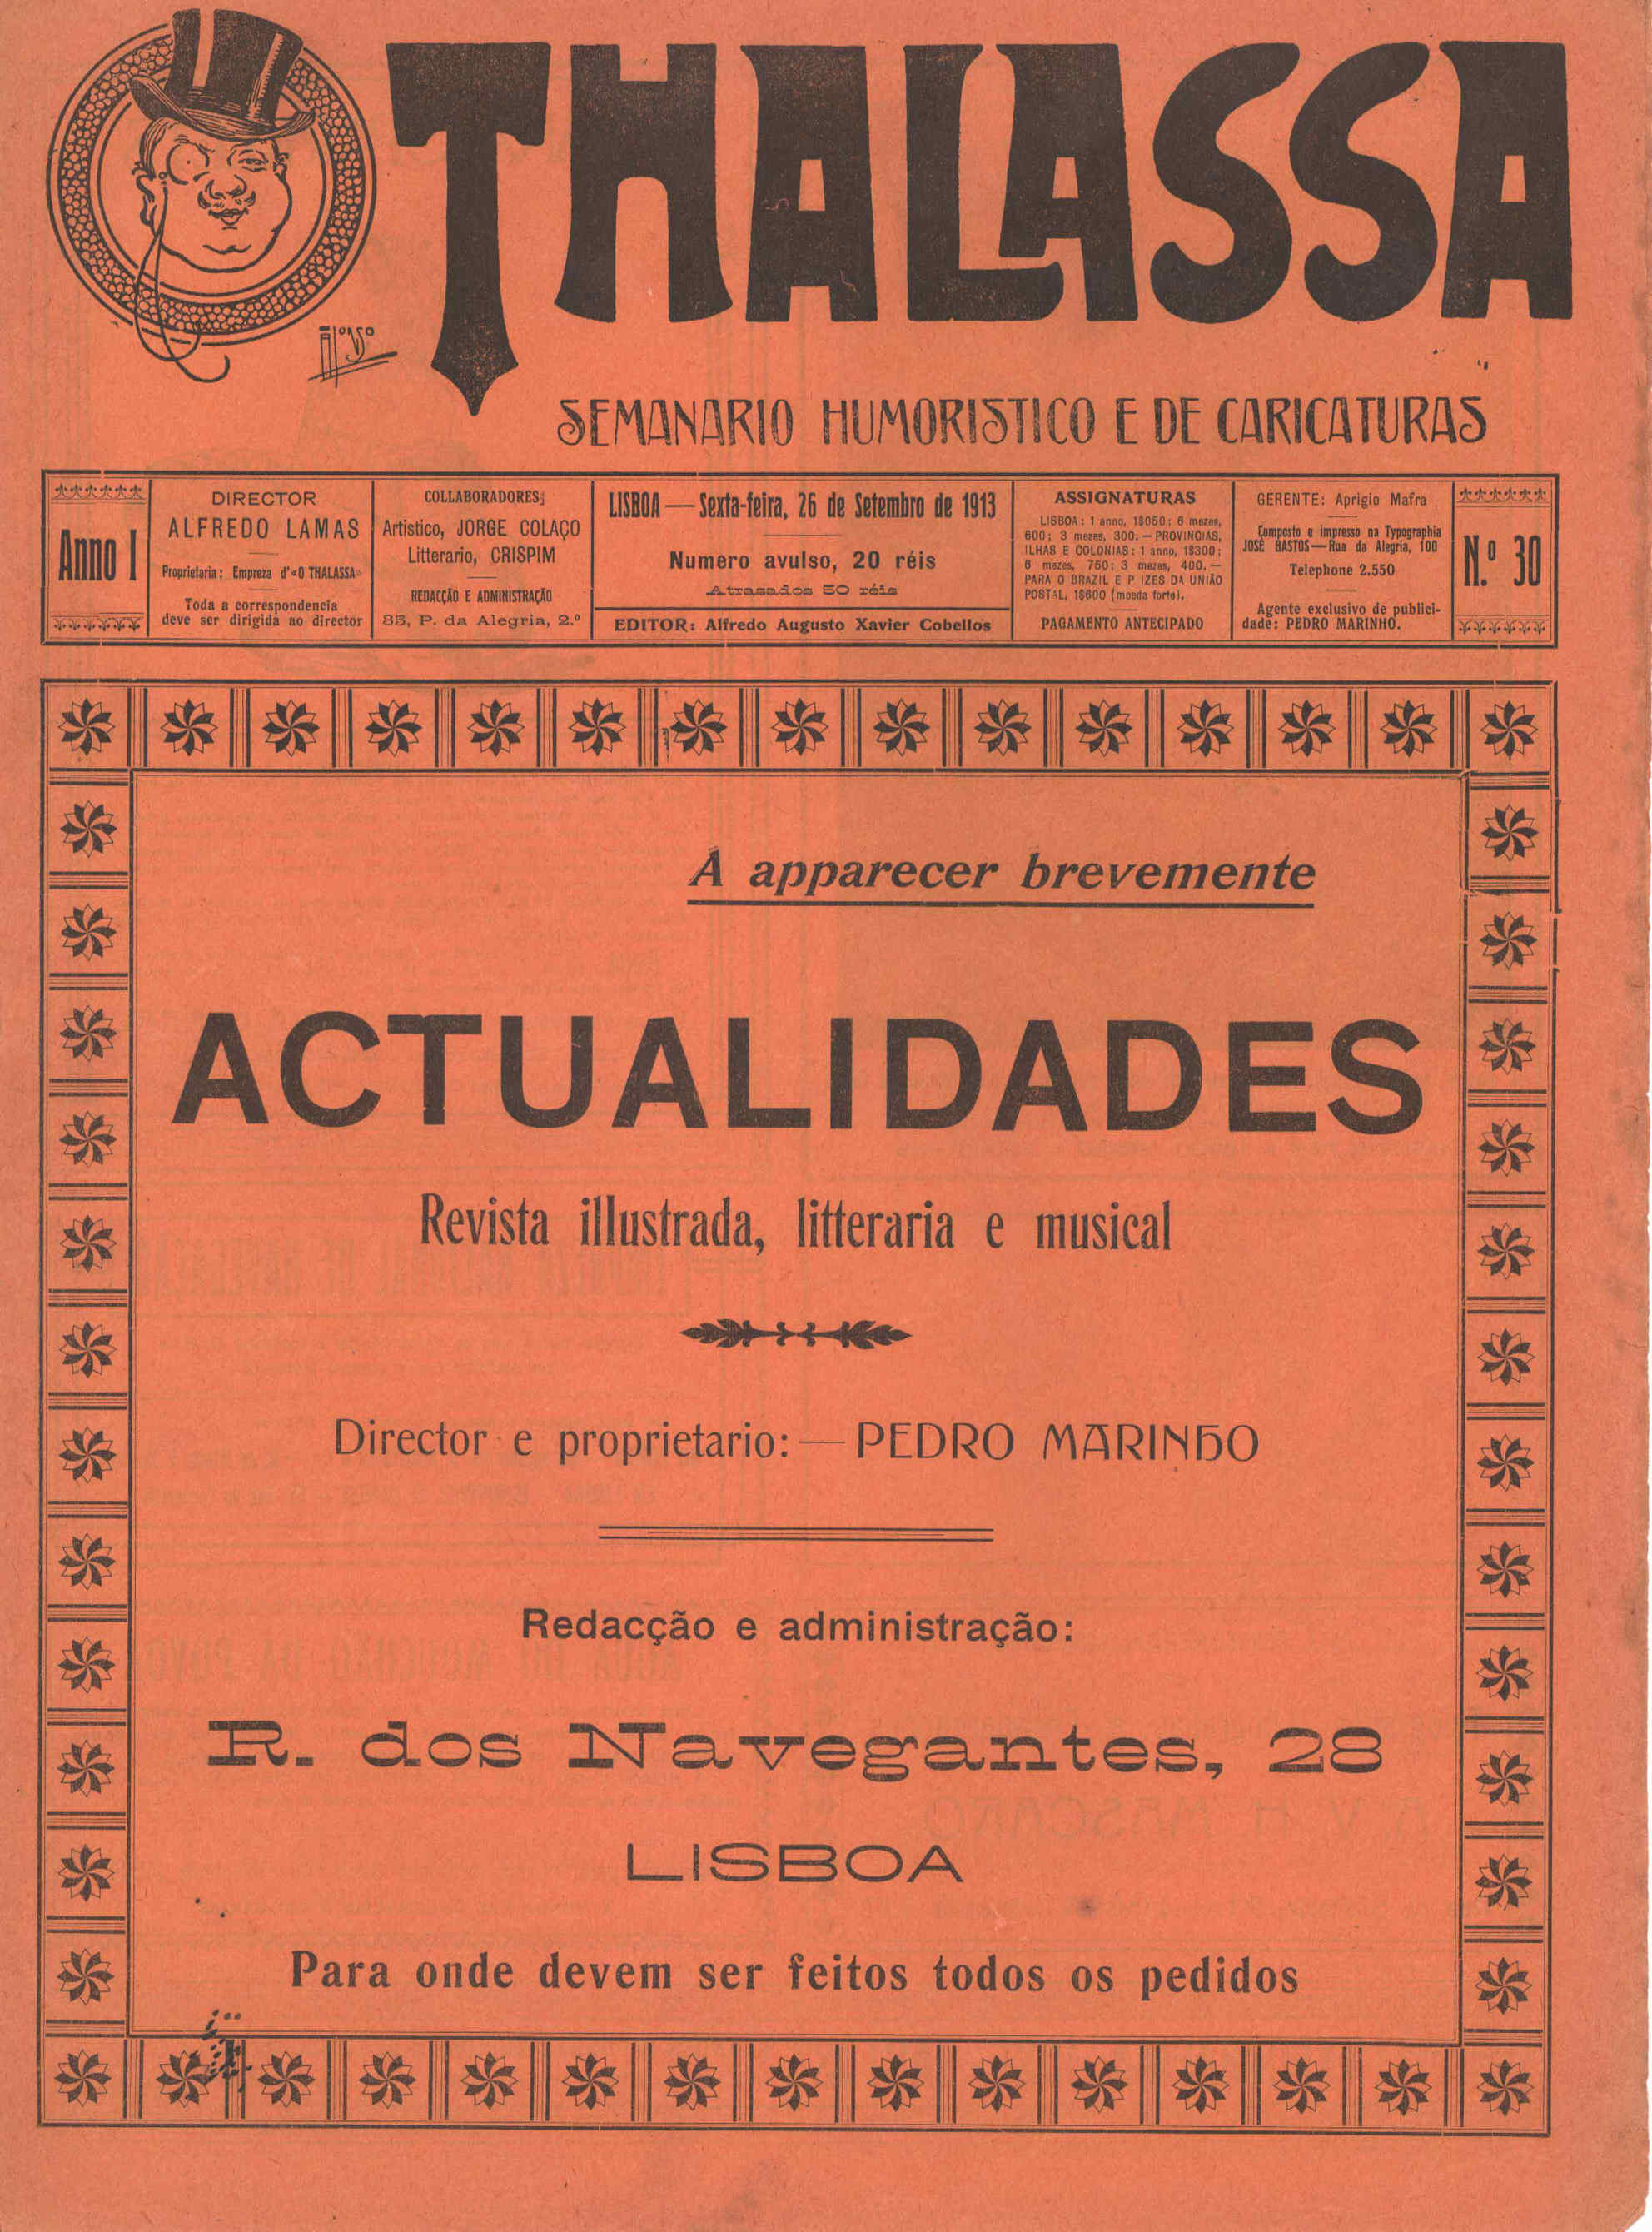 O THALASSA
SEMANARIO HUMORISTICO E DE CARICATURAS
Anno I
DIRECTOR
ALFREDO LAMAS
Proprietaria: Empreza d'«O THALASSA»
Toda a correspondencia
deve ser dirigida ao director
COLLABORADORES;
Artistico, JORGE COLAÇO
Litterario, CRISPIM
REDACÇÃO E ADMINISTRAÇÃO
85, P. da Alegria, 2.º
LISBOA — Sexta-feira, 26 de Setembro de 1913
Numero avulso, 20 réis
Atrasados 50 réis
EDITOR: Alfredo Augusto Xavier Cobellos
ASSIGNATURAS
LISBOA: 1 anno, 1$050; 6 mezes,
600; 3 mezes, 300. — PROVINCIAS,
ILHAS E COLONIAS: 1 anno, 1$300;
6 mezes, 750; 3 mezes, 400. —
PARA O BRAZIL E P IZES DA UNIÃO
POSTAL, 1$600 (moeda forte).
PAGAMENTO ANTECIPADO
GERENTE: Aprigio Mafra
Composto e impresso na Typographia
JOSÉ BASTOS — Rua da Alegria, 100
Telephone 2.550
Agente exclusivo de publici-
dade: PEDRO MARINHO.
N.º 30
A apparecer brevemente
ACTUALIDADES
Revista illustrada, litteraria e musical
Director e proprietario: — PEDRO MARINHO
Redacção e administração:
R. dos Navegantes, 28
LISBOA
Para onde devem ser feitos todos os pedidos